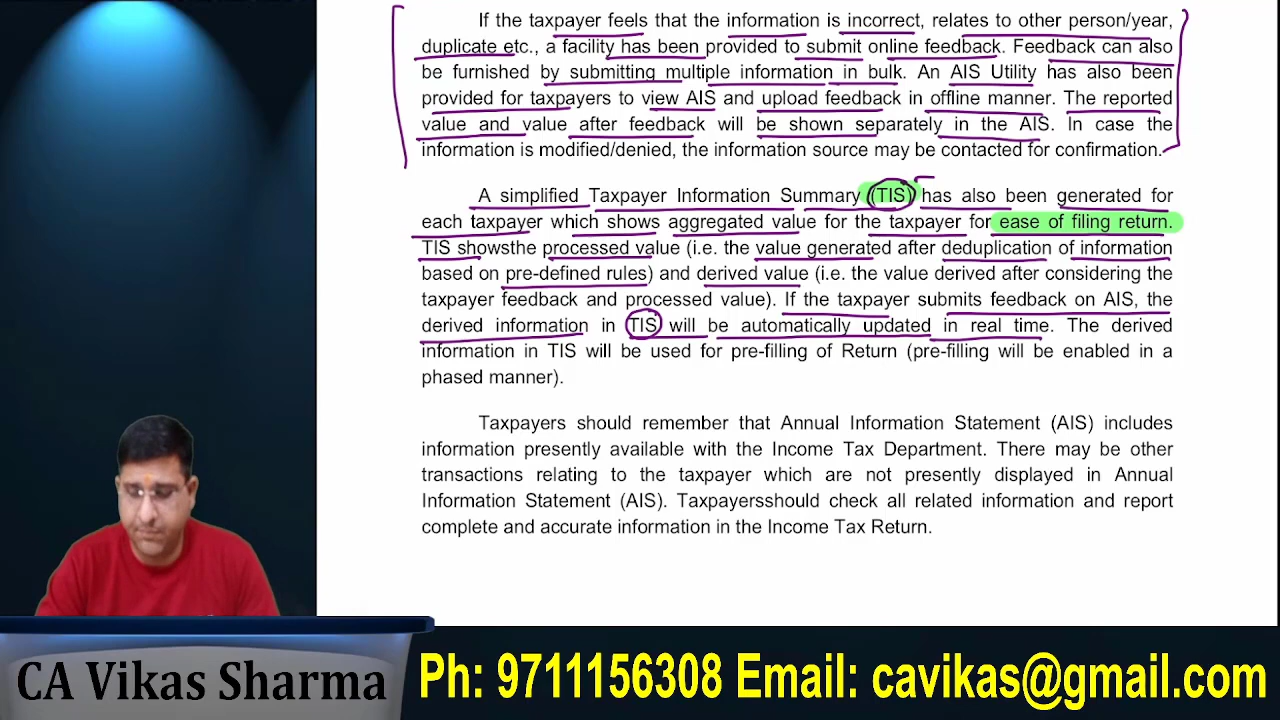 If the taxpayer feels that the information is incorrect, relates to other person/year,
duplicate etc., a facility has been provided to submit online feedback. Feedback can also
be furnished by submitting multiple information in bulk. An AIS Utility has also been
provided for taxpayers to view AIS and upload feedback in offline manner. The reported
value and value after feedback will be shown separately in the AIS. In case the
information is modified/denied, the information source may be contacted for confirmation.
A simplified Taxpayer Information Summary (TIS) has also been generated for
each taxpayer which shows aggregated value for the taxpayer for ease of filing return.
TIS showsthe processed value (i.e. the value generated after deduplication of information
based on pre-defined rules) and derived value (i.e. the value derived after considering the
taxpayer feedback and processed value). If the taxpayer submits feedback on AIS, the
derived information in TIS will be automatically updated in real time. The derived
information in TIS will be used for pre-filling of Return (pre-filling will be enabled in a
phased manner).
Taxpayers should remember that Annual Information Statement (AIS) includes
information presently available with the Income Tax Department. There may be other
transactions relating to the taxpayer which are not presently displayed in Annual
Information Statement (AIS). Taxpayersshould check all related information and report
complete and accurate information in the Income Tax Return.
CA Vikas Sharma
Ph: 9711156308 Email: cavikas@gmail.com